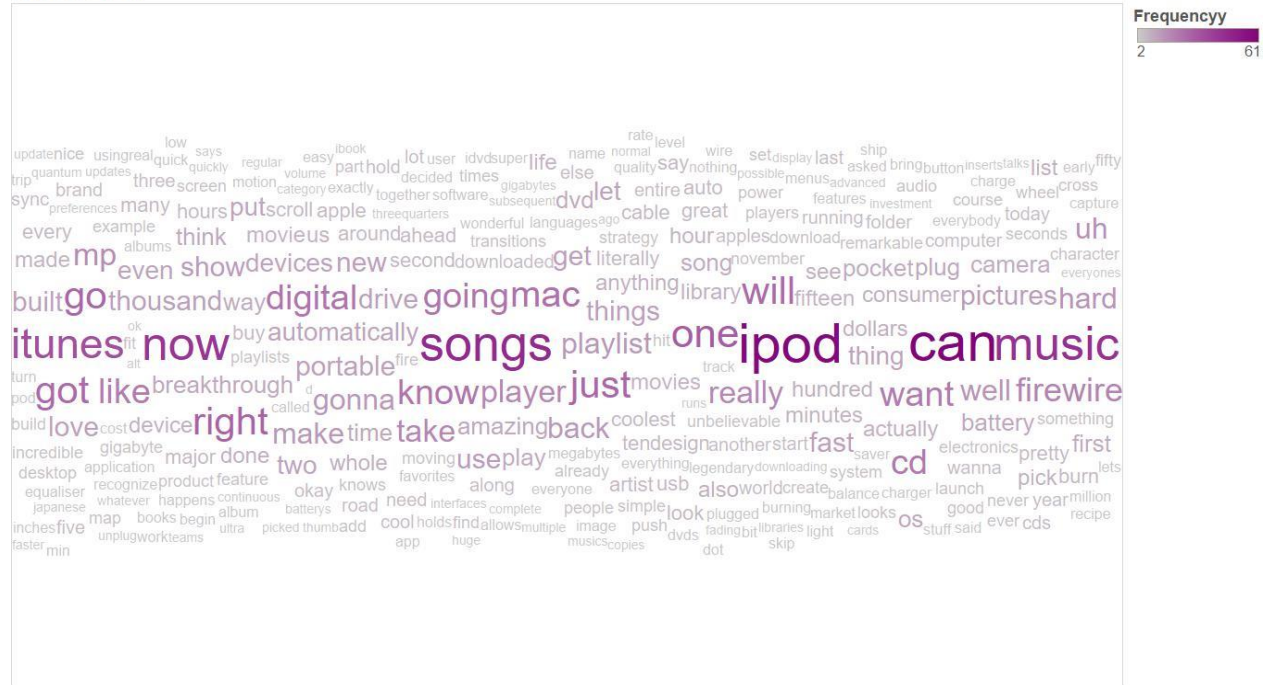 Frequencyy
2 61
rate level
low
updatenice usingreal quick says quickly regular easy ibook parthold lot user idvdsuper life name normal quality say wire nothing set display last ship asked bring button inserts talks list early fifty
trip quantum updates brand three screen motion category volume exactly together decided times software gigabytes subsequent dvd else let entire auto possible power menus advanced audio charge wheel cross
sync preferences many hours put scroll apple threequarters wonderful languages ago cable great players running features investment folder course everybody today capture
every example albums think movie us around ahead transitions strategy hour apples download remarkable computer seconds uh
made mp even show devices new second downloaded get literally song november see pocket plug camera character everyones
built go thousand way digital drive going mac anything things library will fifteen consumer pictures hard
itunes ok fit alt now buy automatically playlists songs playlist hit one ipod dollars thing can music
turn pod got like breakthrough portable fire d called gonna know player just movies track runs really hundred want well firewire
build love cost device right make time take amazing back coolest unbelievable minutes actually battery something
incredible gigabyte major done two whole moving use play megabytes ten design another start fast saver cd electronics pretty first
desktop application recognize product feature knows favorites along already everything legendary downloading system wanna pick burn lets
equaliser whatever happens continuous okay road need interfaces everyone artist usb also world create balance charger launch never year million
japanese map books begin album batterys complete people simple look plugged burning market looks os good recipe
inches five unplug work teams ultra picked thumb add cool holds find allows multiple image push dvds fading bit libraries light cards stuff said ever cds
faster min app huge musics copies dot skip